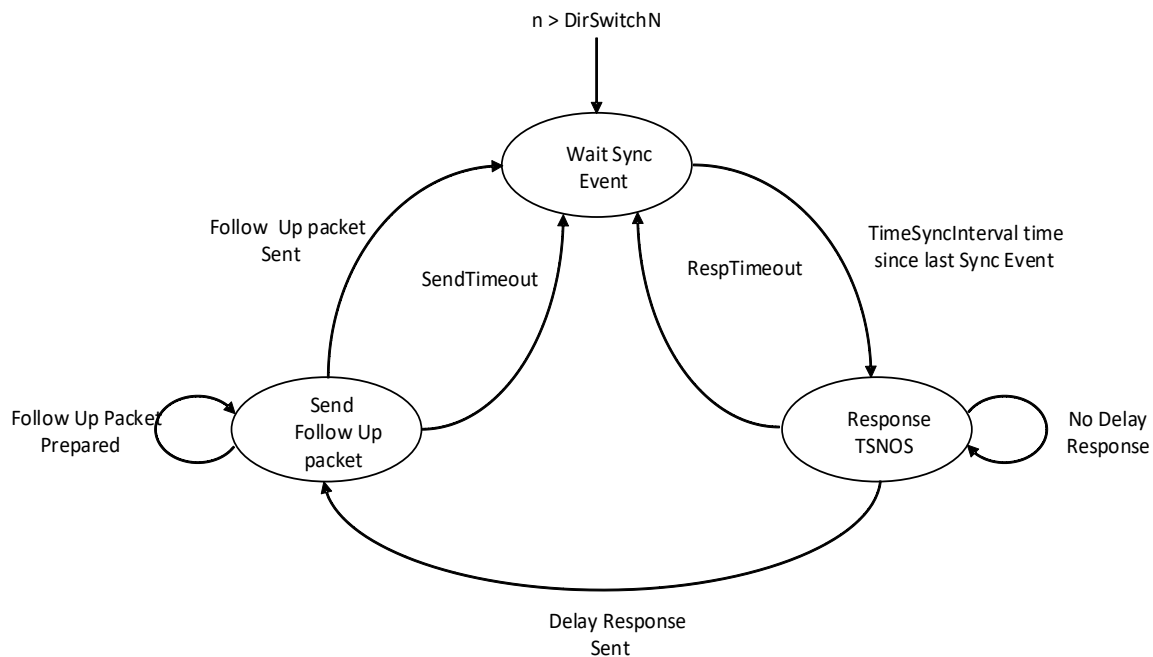 n > DirSwitchN
Wait Sync
Event
Follow Up packet
Sent
SendTimeout
RespTimeout
TimeSyncInterval time
since last Sync Event
Follow Up Packet
Prepared
Send
Follow Up
packet
Response
TSNOS
No Delay
Response
Delay Response
Sent